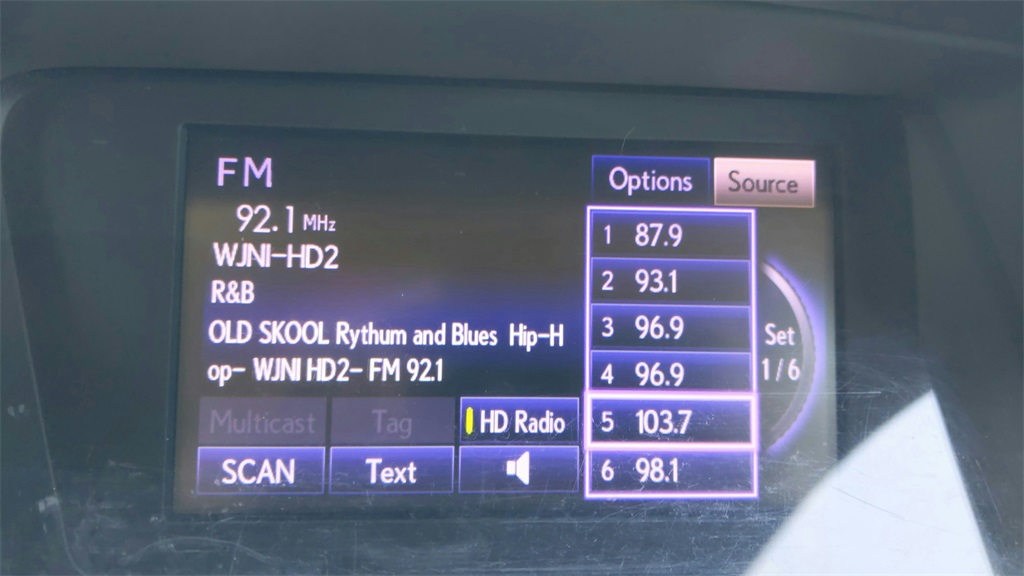 FM
92.1 MHz
WJNI-HD2
R&B
OLD SKOOL Rythum and Blues Hip-H
op- WJNI HD2- FM 92.1
Multicast Tag HD Radio
SCAN Text
Options Source
1 87.9
2 93.1
3 96.9
4 96.9
5 103.7
6 98.1
Set
1/6